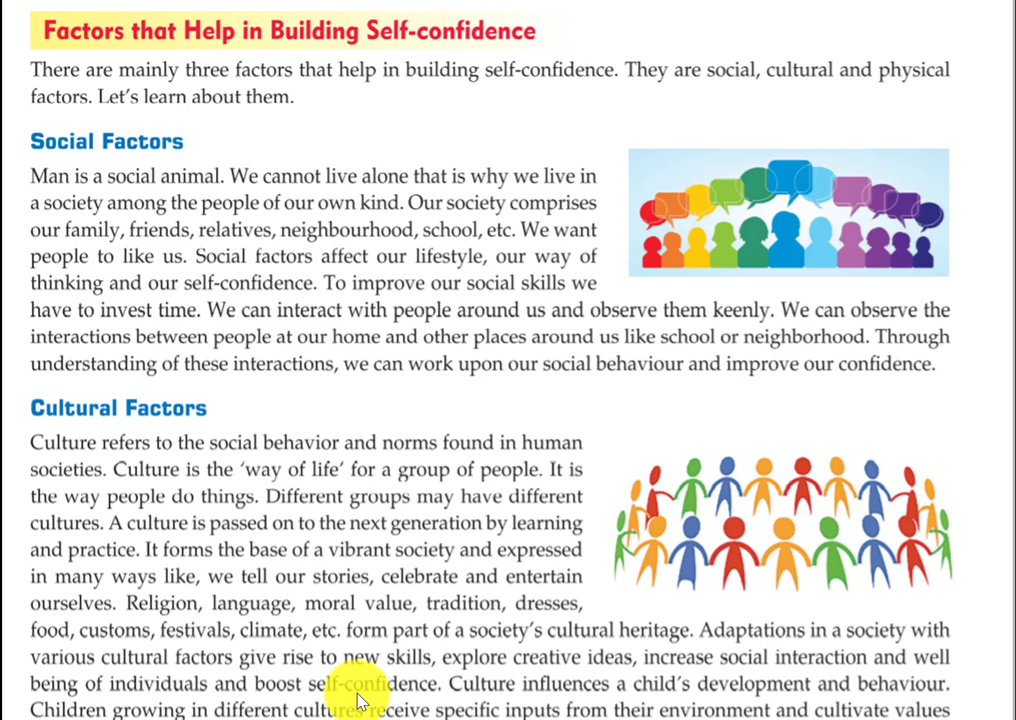 Factors that Help in Building Self-confidence
There are mainly three factors that help in building self-confidence. They are social, cultural and physical
factors. Let's learn about them.
Social Factors
Man is a social animal. We cannot live alone that is why we live in
a society among the people of our own kind. Our society comprises
our family, friends, relatives, neighbourhood, school, etc. We want
people to like us. Social factors affect our lifestyle, our way of
thinking and our self-confidence. To improve our social skills we
have to invest time. We can interact with people around us and observe them keenly. We can observe the
interactions between people at our home and other places around us like school or neighborhood. Through
understanding of these interactions, we can work upon our social behaviour and improve our confidence.
Cultural Factors
Culture refers to the social behavior and norms found in human
societies. Culture is the 'way of life' for a group of people. It is
the way people do things. Different groups may have different
cultures. A culture is passed on to the next generation by learning
and practice. It forms the base of a vibrant society and expressed
in many ways like, we tell our stories, celebrate and entertain
ourselves. Religion, language, moral value, tradition, dresses,
food, customs, festivals, climate, etc. form part of a society's cultural heritage. Adaptations in a society with
various cultural factors give rise to new skills, explore creative ideas, increase social interaction and well
being of individuals and boost self-confidence. Culture influences a child's development and behaviour.
Children growing in different cultures receive specific inputs from their environment and cultivate values